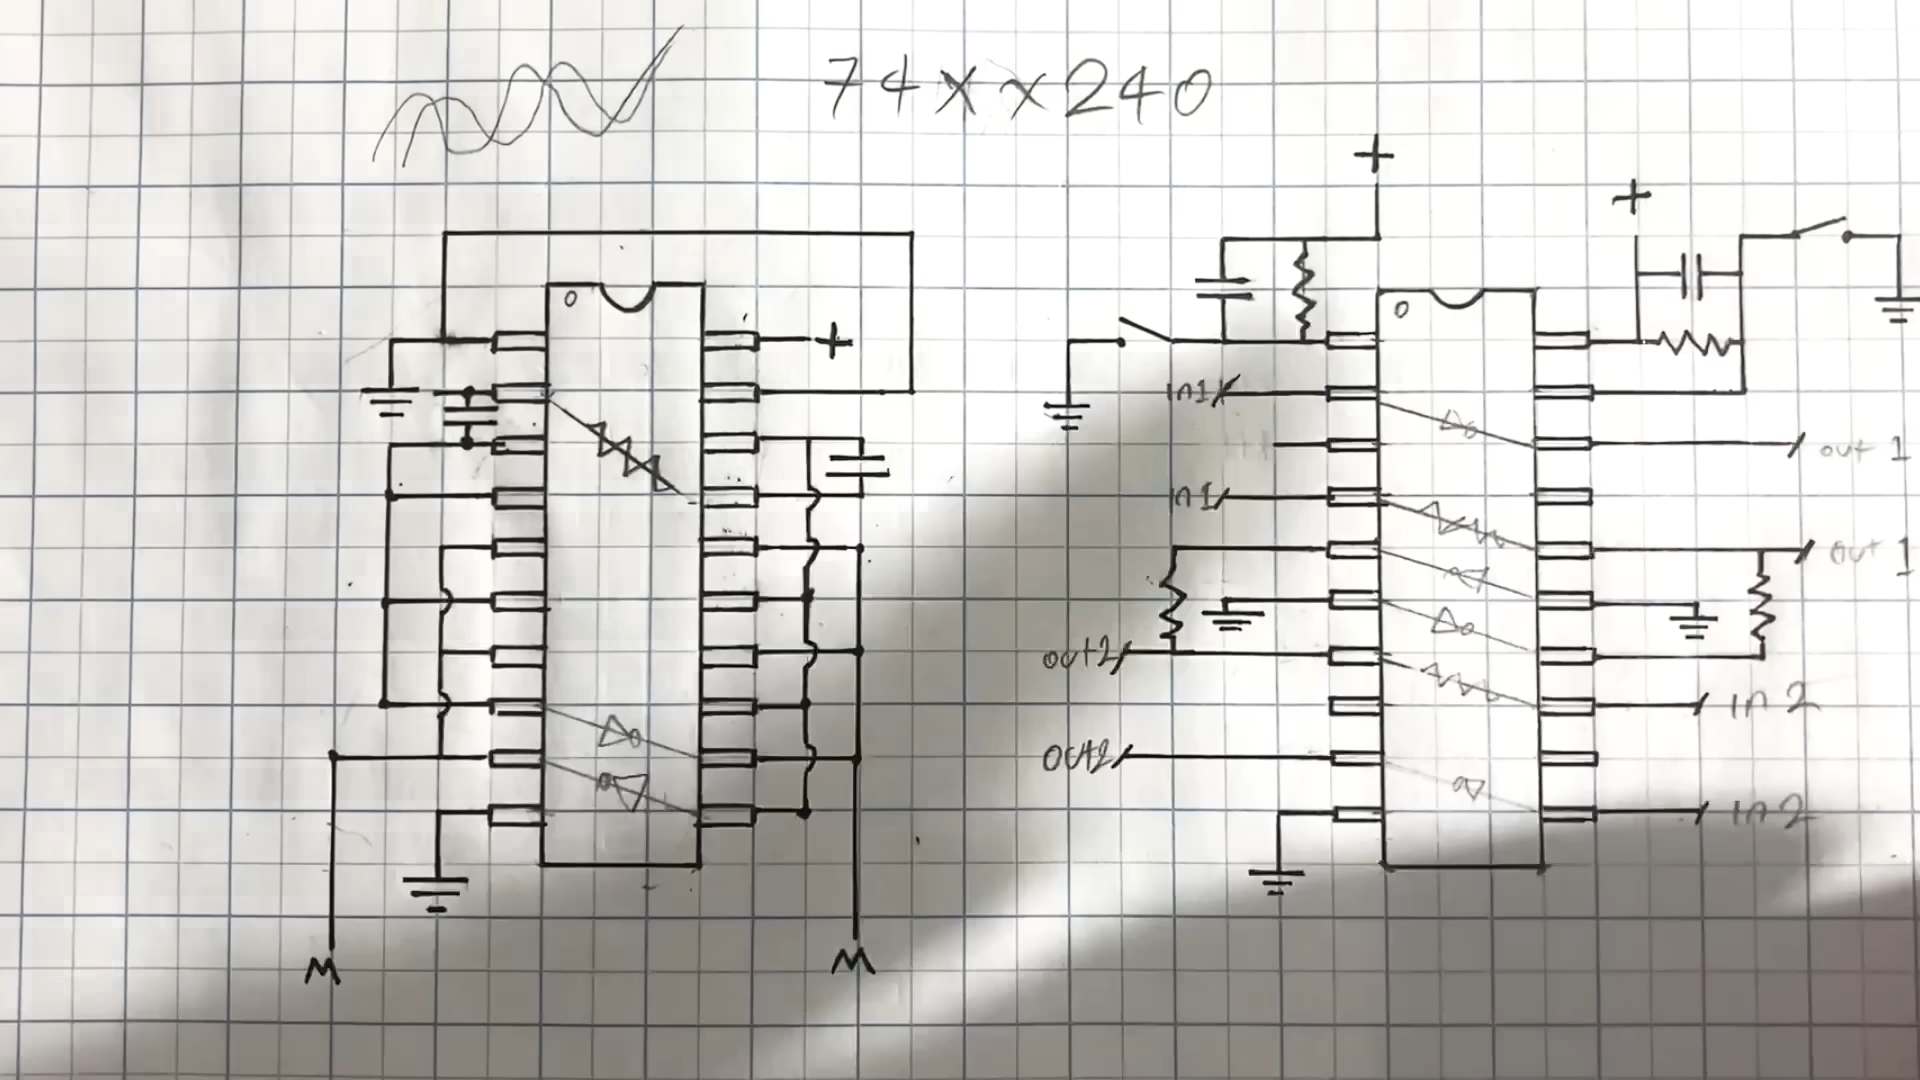 74xx240
+
+
+
in1
in1
out 1
out 1
out2
in 2
out2
in 2
M
M